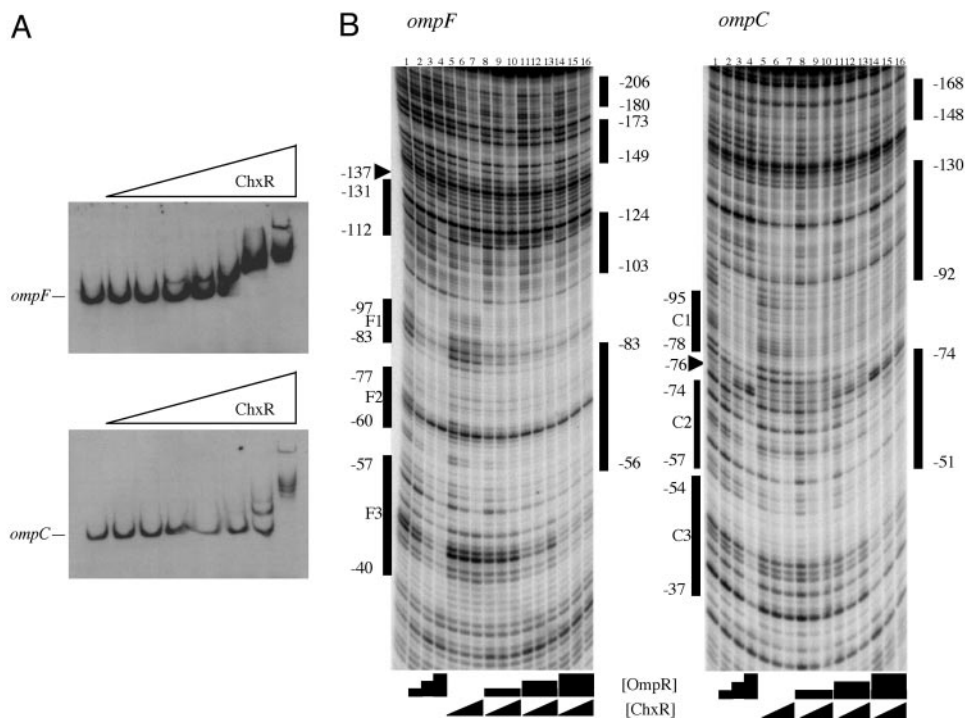 A
ChxR
ompF
ChxR
ompC
B
ompF
1 2 3 4 5 6 7 8 9 10 11 12 13 14 15 16
-137
-131
-112
-97
F1
-83
-77
F2
-60
-57
F3
-40
-206
-180
-173
-149
-124
-103
-83
-56
ompC
1 2 3 4 5 6 7 8 9 10 11 12 13 14 15 16
-95
C1
-78
-76
-74
C2
-57
-54
C3
-37
-168
-148
-130
-92
-74
-51
[OmpR]
[ChxR]